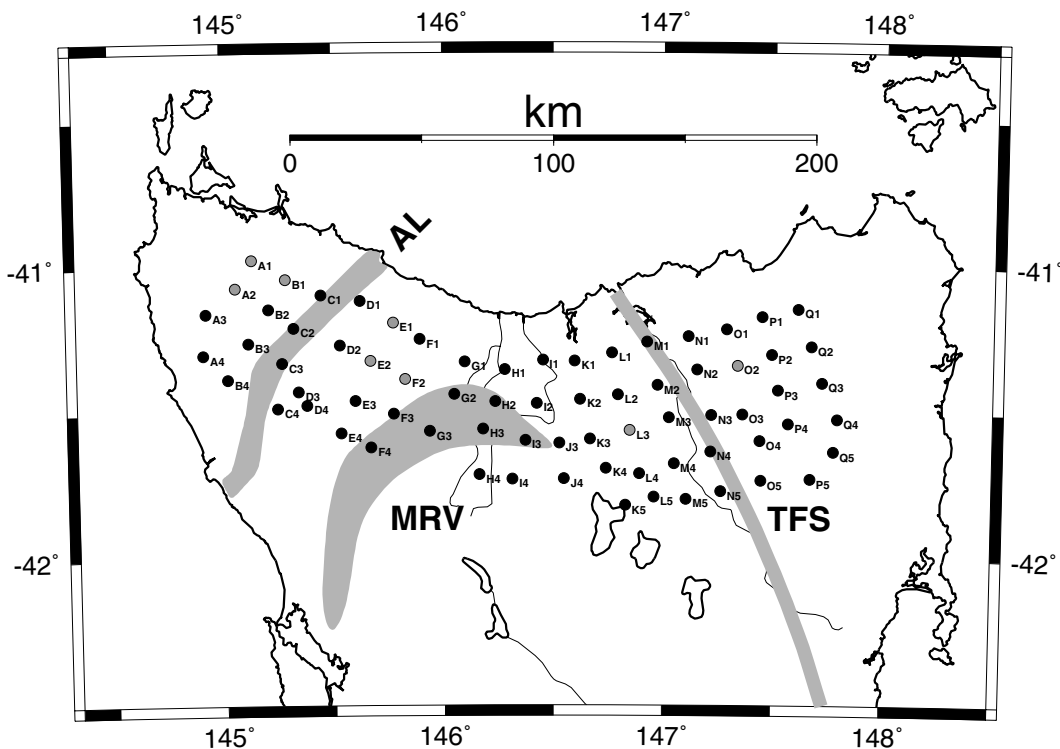 145° 146° 147° 148°
km
0 100 200
AL
-41° -41°
A1
B1
A2
C1
D1
B2
A3
E1
C2
F1
Q1
P1
O1
N1
M1
B3
D2
L1
Q2
A4
C3
E2
G1
H1
I1
K1
N2
O2
P2
B4
F2
M2
Q3
D3
G2
L2
P3
C4
D4
E3
F3
H2
I2
K2
M3
N3
O3
P4
Q4
E4
G3
H3
L3
F4
I3
J3
K3
N4
O4
Q5
H4
I4
J4
K4
L4
M4
O5
P5
K5
L5
M5
N5
MRV
TFS
-42° -42°
145° 146° 147° 148°